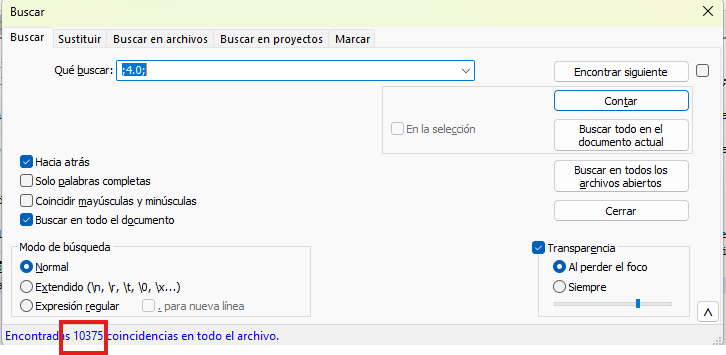 Buscar
Buscar Sustituir Buscar en archivos Buscar en proyectos Marcar
Qué buscar: ;4.0; Encontrar siguiente
Contar
En la selección
Buscar todo en el documento actual
Hacia atrás
Buscar en todos los archivos abiertos
Solo palabras completas
Coincidir mayúsculas y minúsculas
Cerrar
Buscar en todo el documento
Modo de búsqueda
Transparencia
Normal
Al perder el foco
Extendido (\n, \r, \t, \0, \x...)
Siempre
Expresión regular . para nueva línea
Encontradas 10375 coincidencias en todo el archivo.